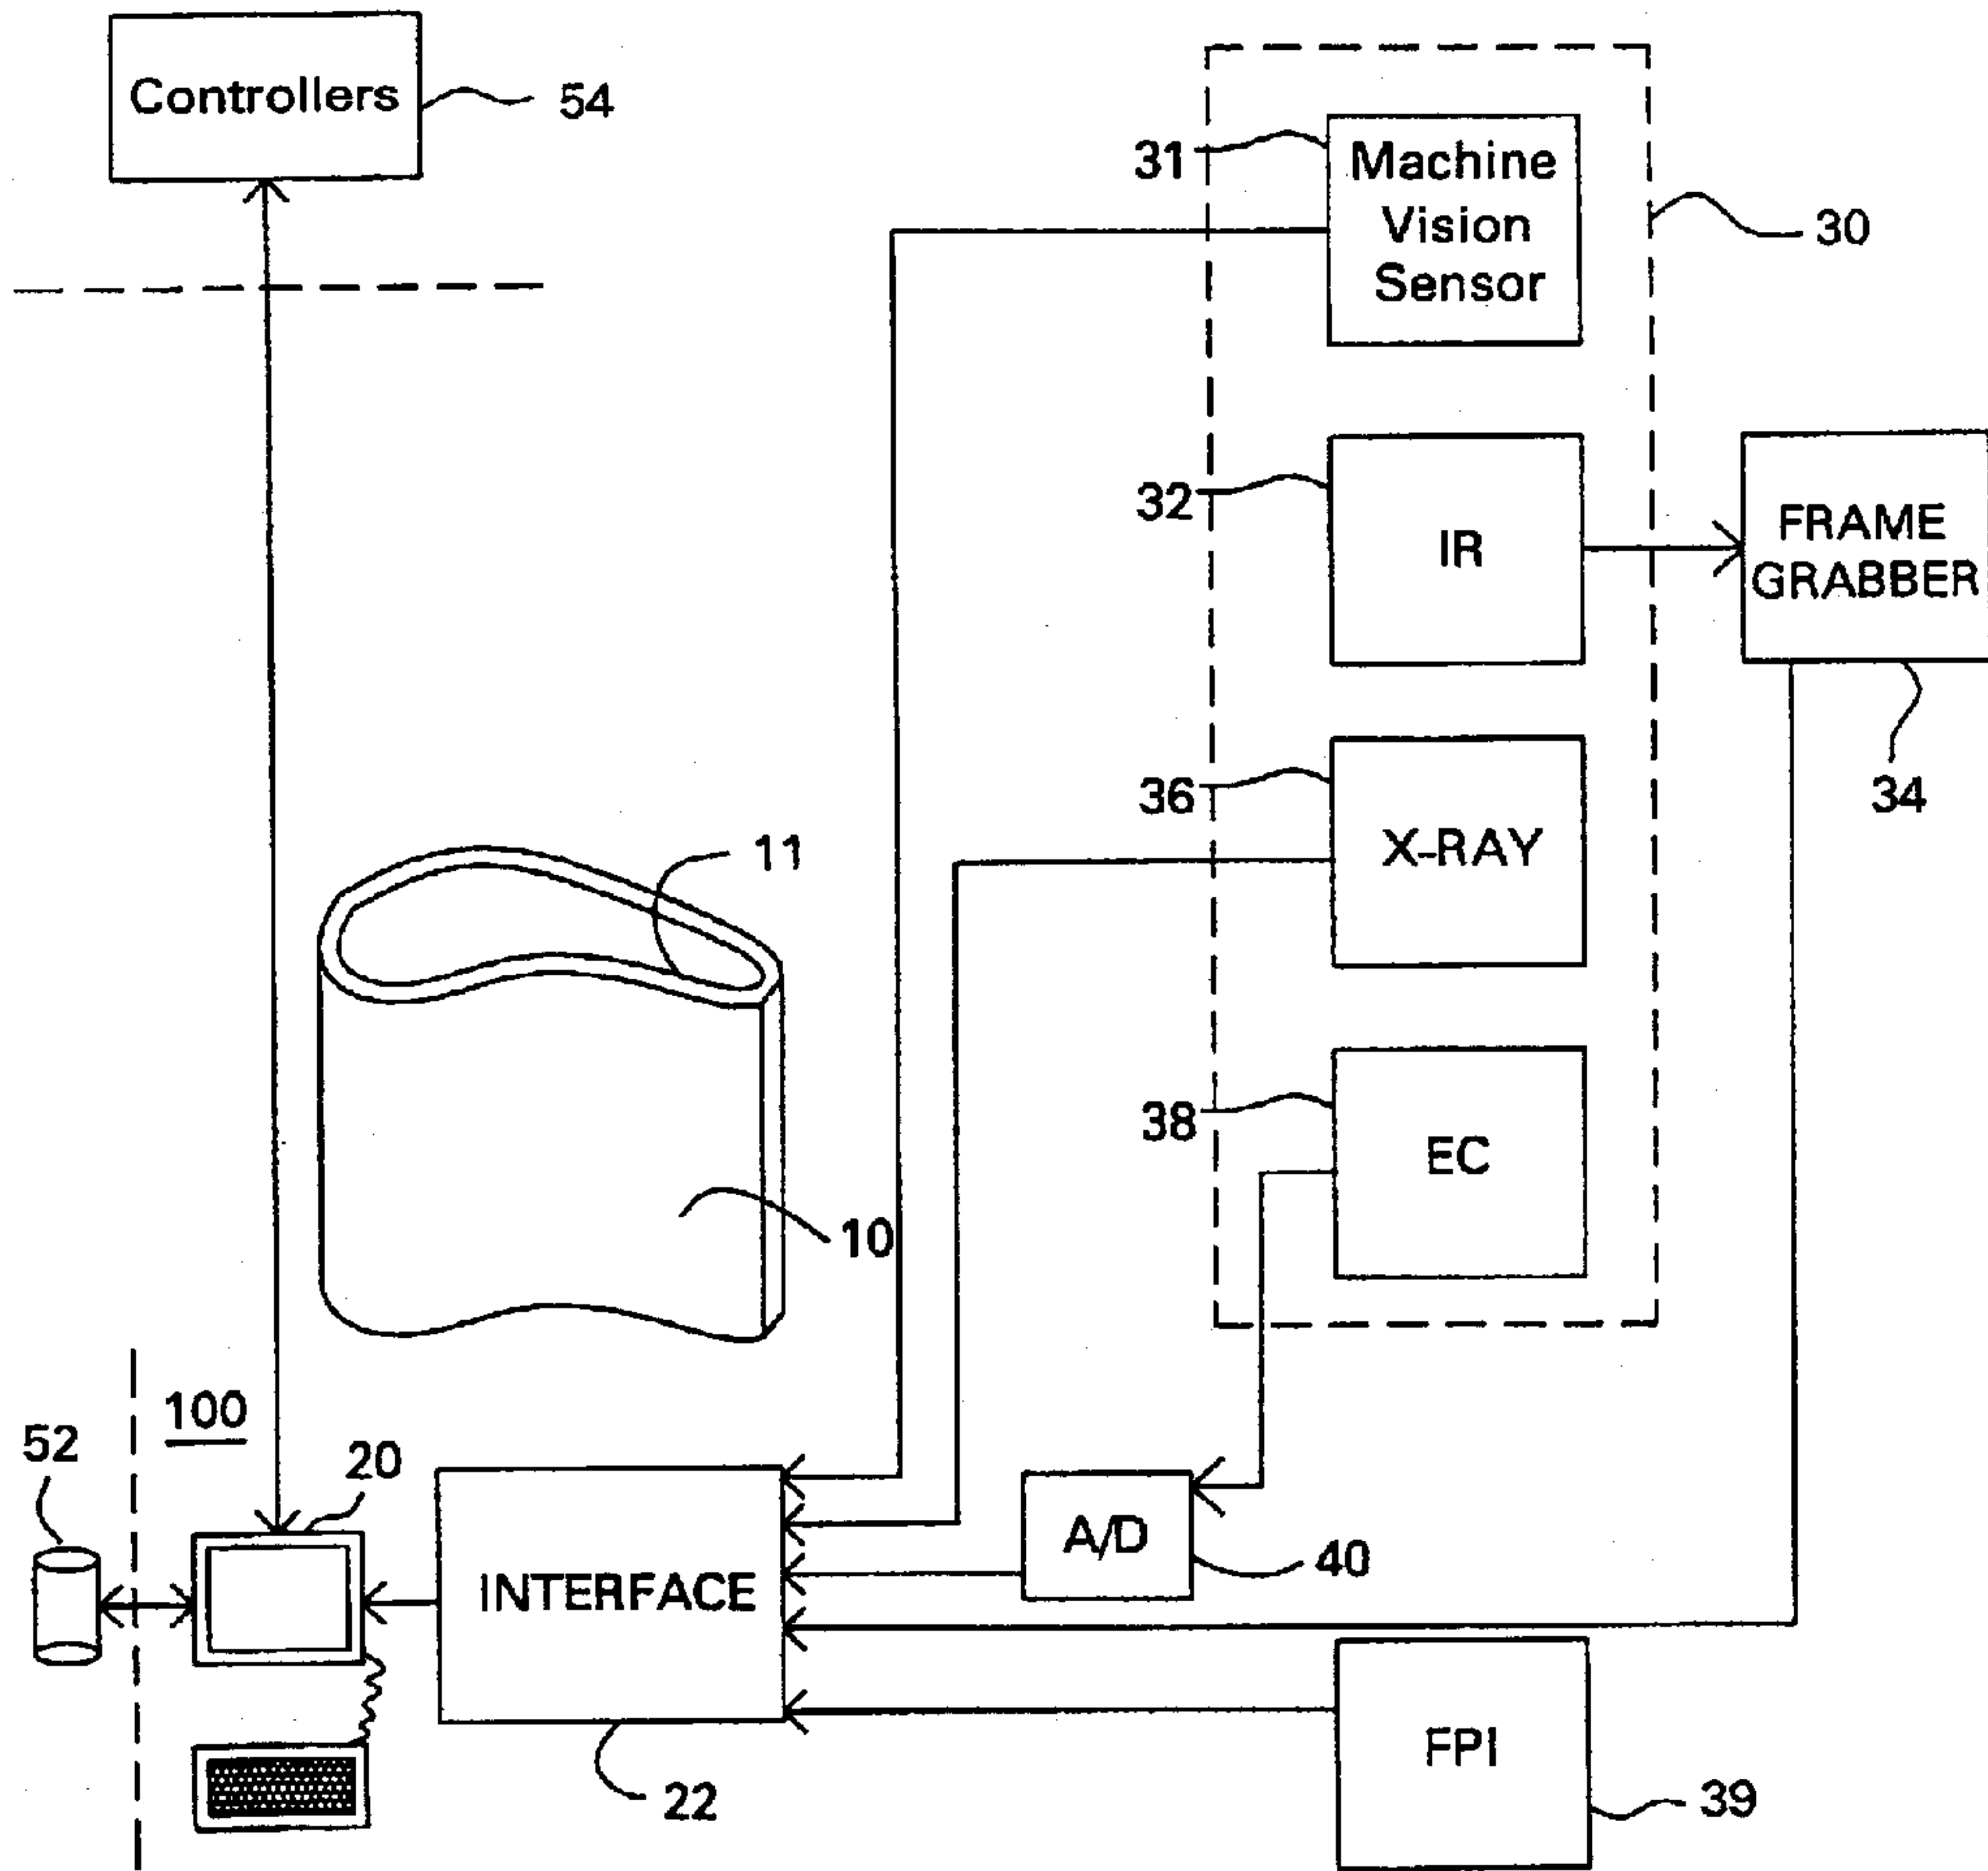 Controllers
54
31
Machine
Vision
Sensor
30
32
IR
FRAME
GRABBER
34
36
X-RAY
11
38
EC
10
100
52
20
INTERFACE
A/D
40
22
FPI
39